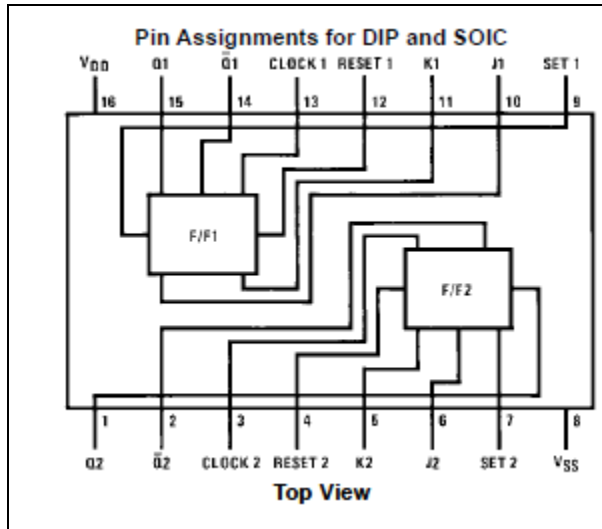 Pin Assignments for DIP and SOIC
VDD Q1 Q̅1 CLOCK 1 RESET 1 K1 J1 SET 1
16 15 14 13 12 11 10 9
F/F1
F/F2
1 2 3 4 5 6 7 8
Q2 Q̅2 CLOCK 2 RESET 2 K2 J2 SET 2 VSS
Top View